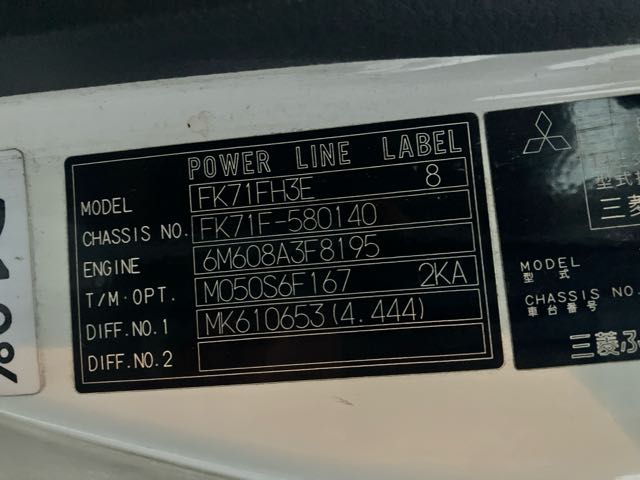 POWER LINE LABEL
MODEL FK71FH3E 8
CHASSIS NO. FK71F-580140
ENGINE 6M608A3F8195
T/M·OPT. M050S6F167 2KA
DIFF.NO.1 MK610653(4.444)
DIFF.NO.2
型式
三菱
MODEL
型式
CHASSIS NO.
車台番号
三菱ふ
%